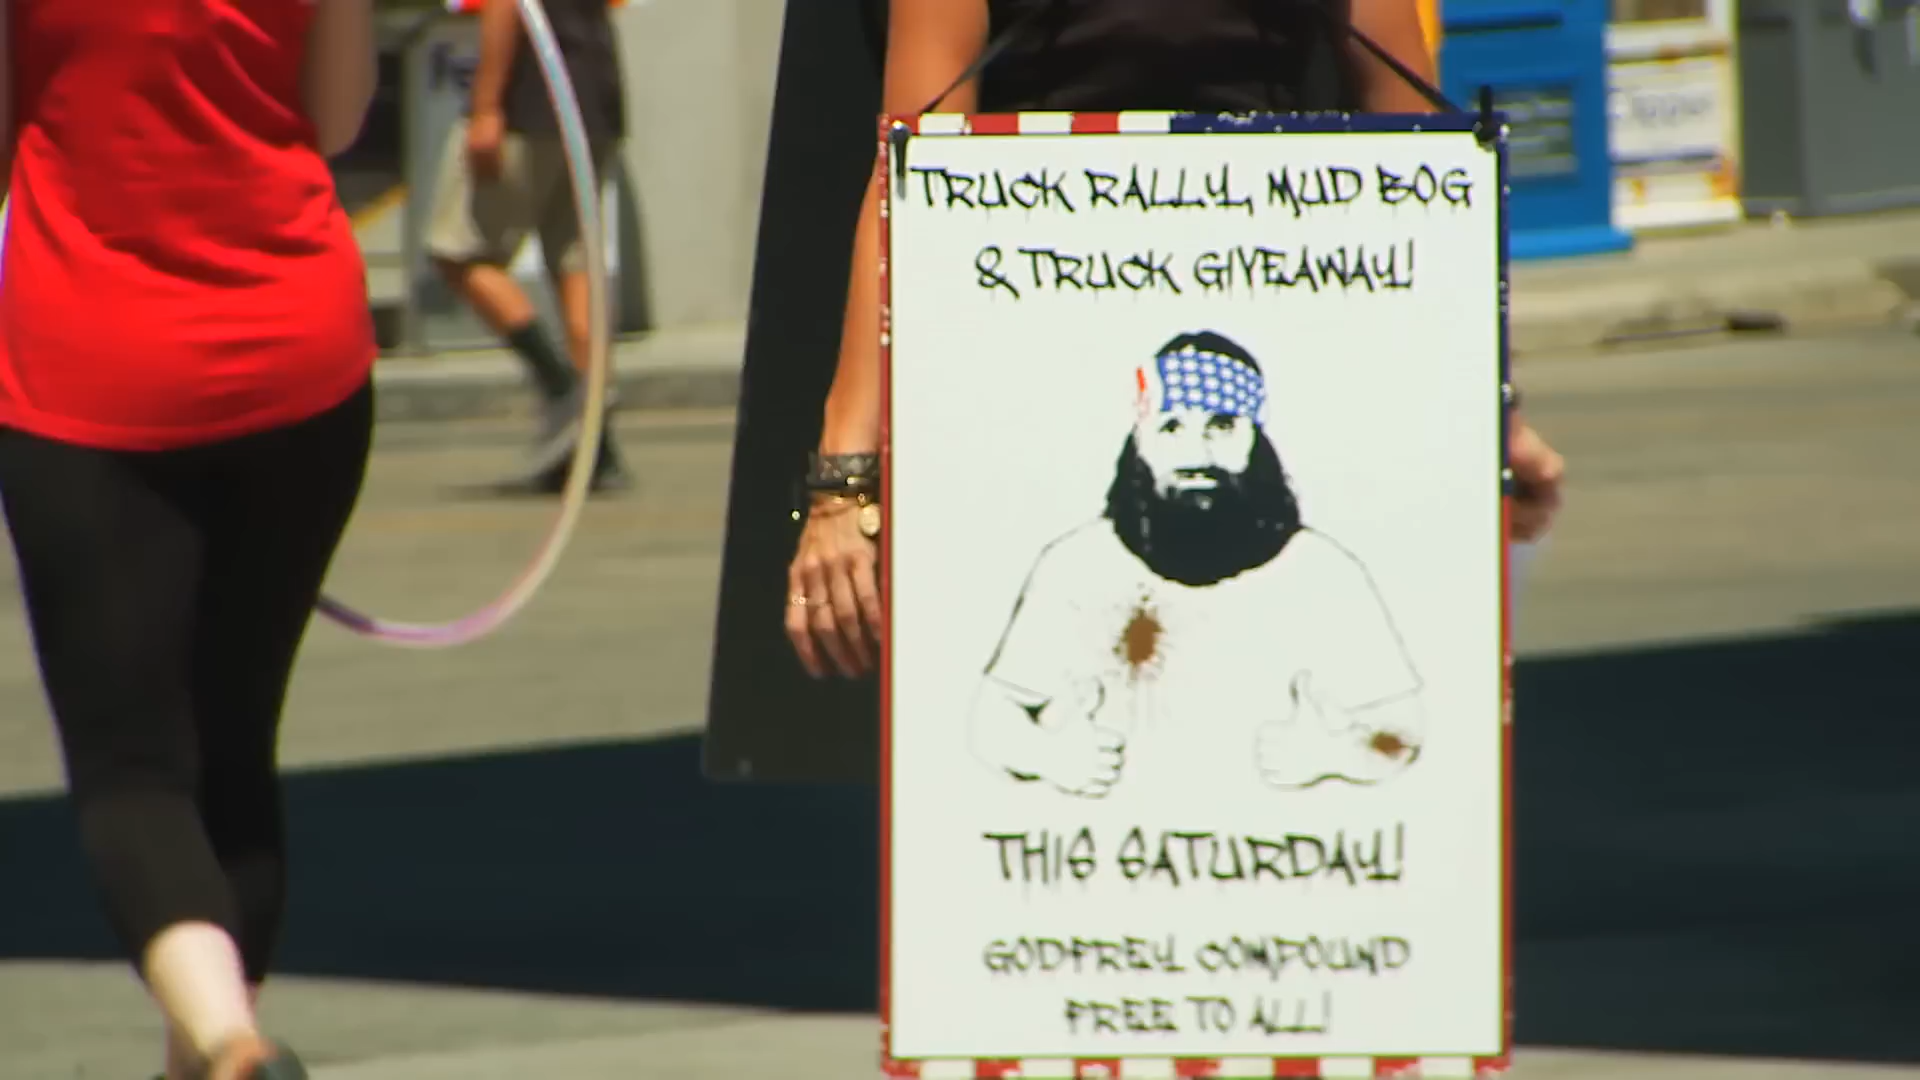 TRUCK RALLY, MUD BOG
& TRUCK GIVEAWAY!
THIS SATURDAY!
GODFREY COMPOUND
FREE TO ALL!